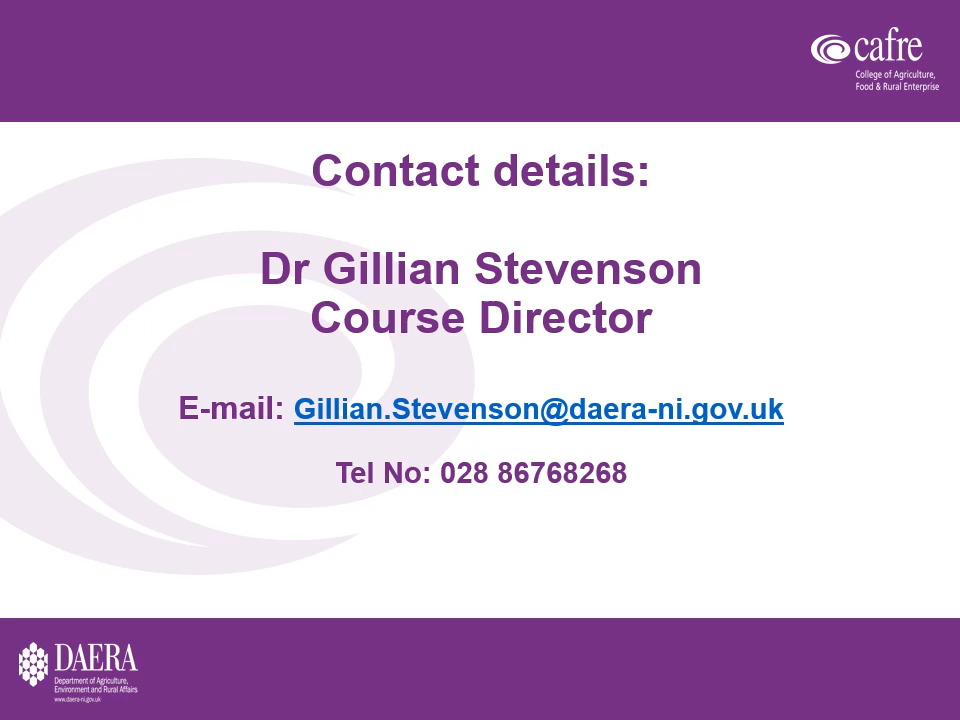 cafre
College of Agriculture,
Food & Rural Enterprise
Contact details:
Dr Gillian Stevenson
Course Director
E-mail: Gillian.Stevenson@daera-ni.gov.uk
Tel No: 028 86768268
DAERA
Department of Agriculture,
Environment and Rural Affairs
www.daera-ni.gov.uk